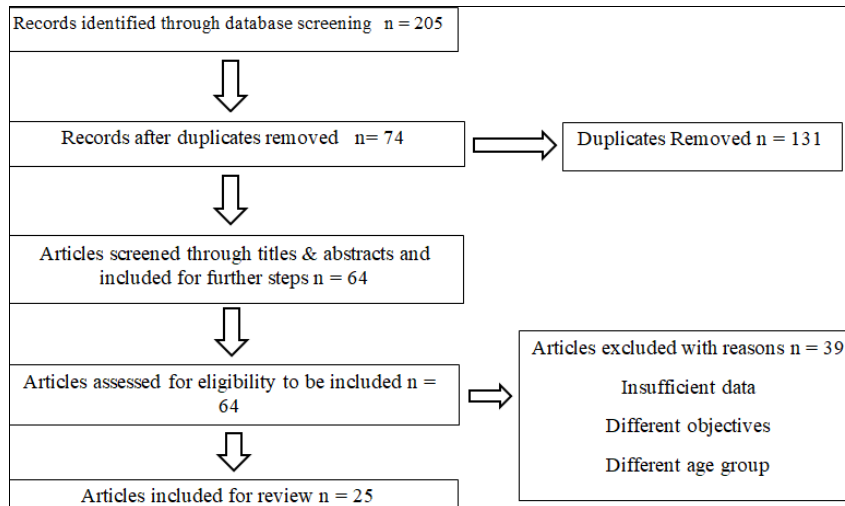 Records identified through database screening n = 205
Records after duplicates removed n= 74
Duplicates Removed n = 131
Articles screened through titles & abstracts and
included for further steps n = 64
Articles assessed for eligibility to be included n =
64
Articles excluded with reasons n = 39
Insufficient data
Different objectives
Different age group
Articles included for review n = 25